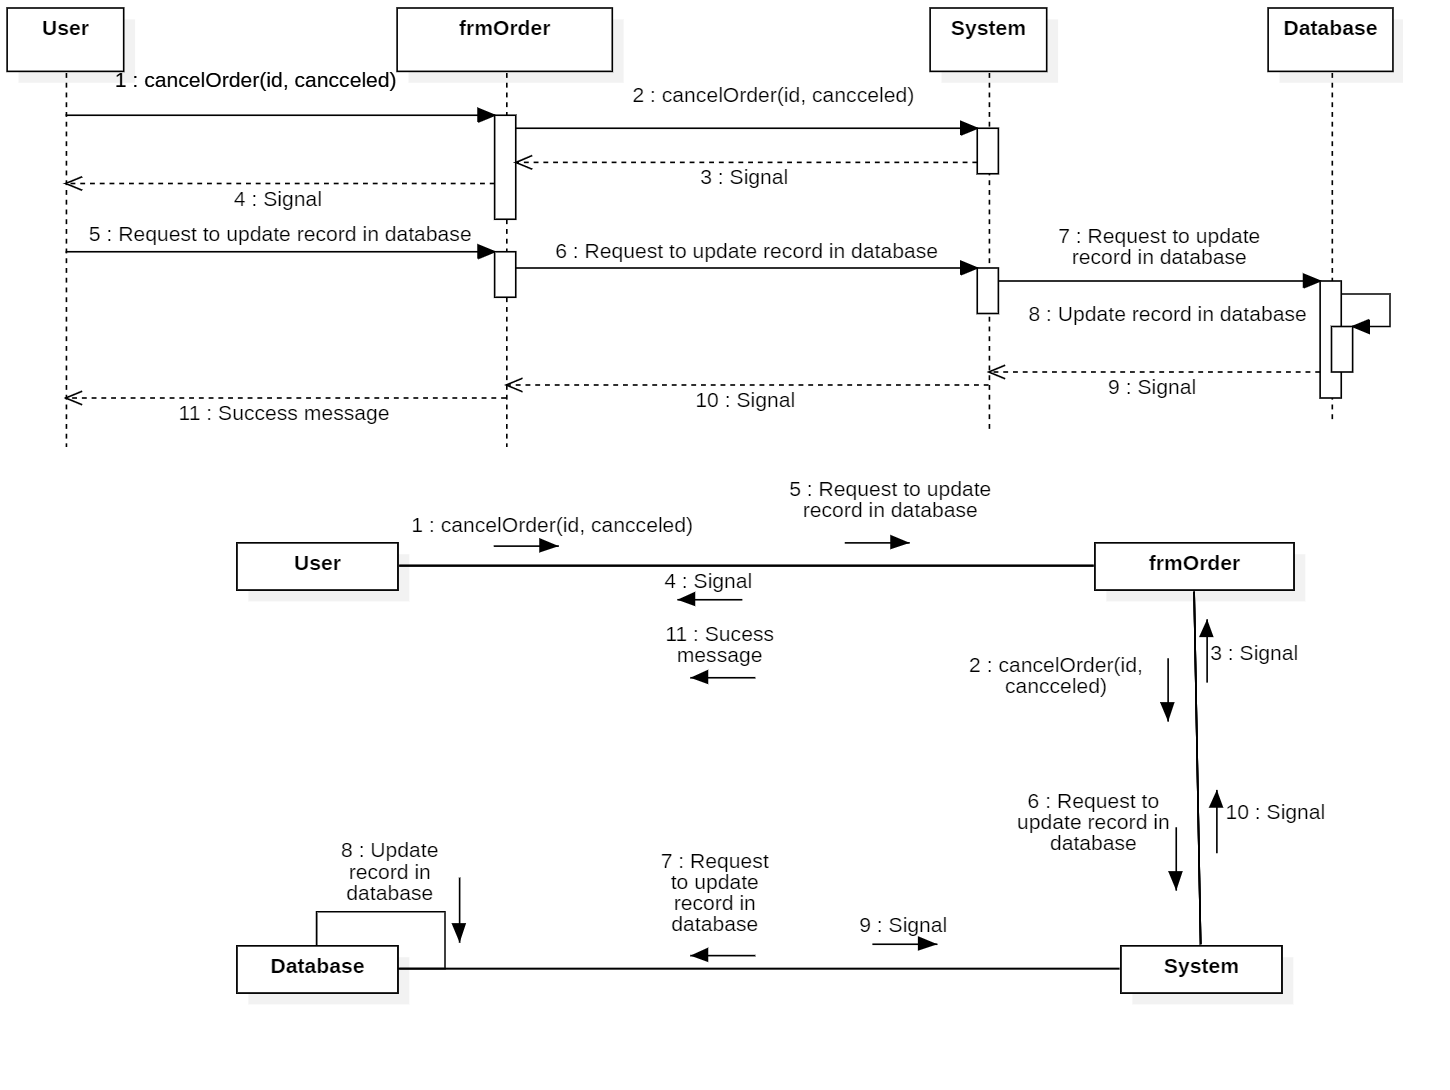 User
frmOrder
System
Database
1 : cancelOrder(id, cancceled)
2 : cancelOrder(id, cancceled)
3 : Signal
4 : Signal
5 : Request to update record in database
6 : Request to update record in database
7 : Request to update
record in database
8 : Update record in database
9 : Signal
10 : Signal
11 : Success message
5 : Request to update
record in database
1 : cancelOrder(id, cancceled)
User
frmOrder
4 : Signal
11 : Sucess
message
3 : Signal
2 : cancelOrder(id,
cancceled)
6 : Request to
update record in
database
10 : Signal
8 : Update
record in
database
7 : Request
to update
record in
database
9 : Signal
Database
System